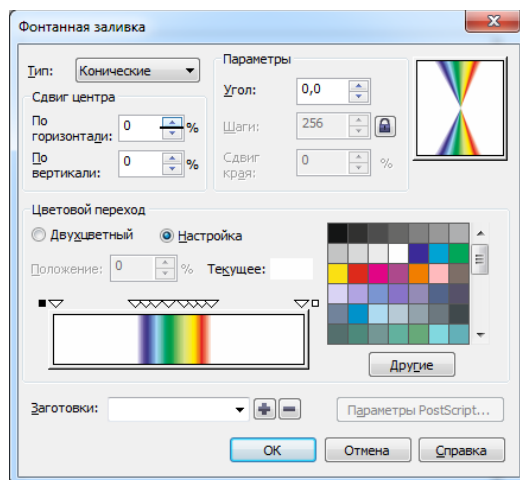 Фонтанная заливка
Тип: Конические
Сдвиг центра
По горизонтали: 0 %
По вертикали: 0 %
Параметры
Угол: 0,0
Шаги: 256
Сдвиг края: 0 %
Цветовой переход
Двухцветный Настройка
Положение: 0 % Текущее:
Другие
Заготовки:
Параметры PostScript...
ОК Отмена Справка